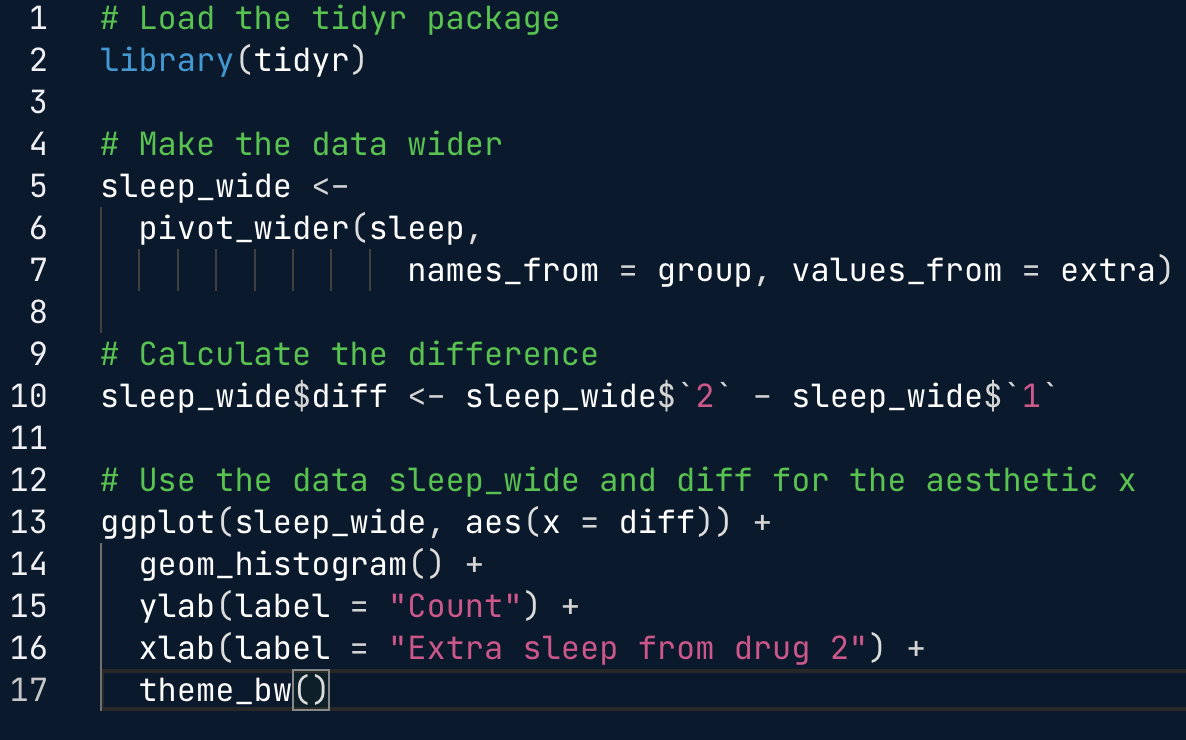 1 # Load the tidyr package
2 library(tidyr)
3
4 # Make the data wider
5 sleep_wide <-
6   pivot_wider(sleep,
7                 names_from = group, values_from = extra)
8
9 # Calculate the difference
10 sleep_wide$diff <- sleep_wide$`2` - sleep_wide$`1`
11
12 # Use the data sleep_wide and diff for the aesthetic x
13 ggplot(sleep_wide, aes(x = diff)) +
14   geom_histogram() +
15   ylab(label = "Count") +
16   xlab(label = "Extra sleep from drug 2") +
17   theme_bw()